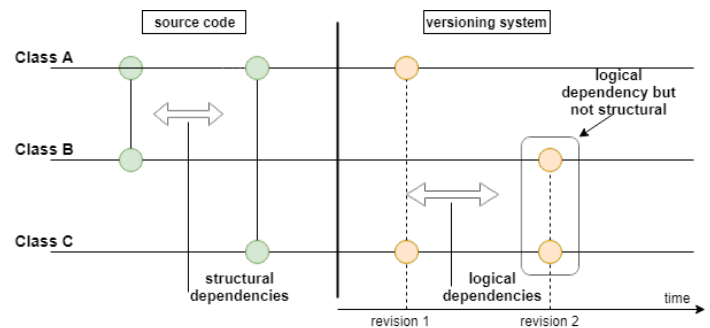 source code
versioning system
Class A
logical
dependency but
not structural
Class B
Class C
structural
dependencies
logical
dependencies
time
revision 1
revision 2